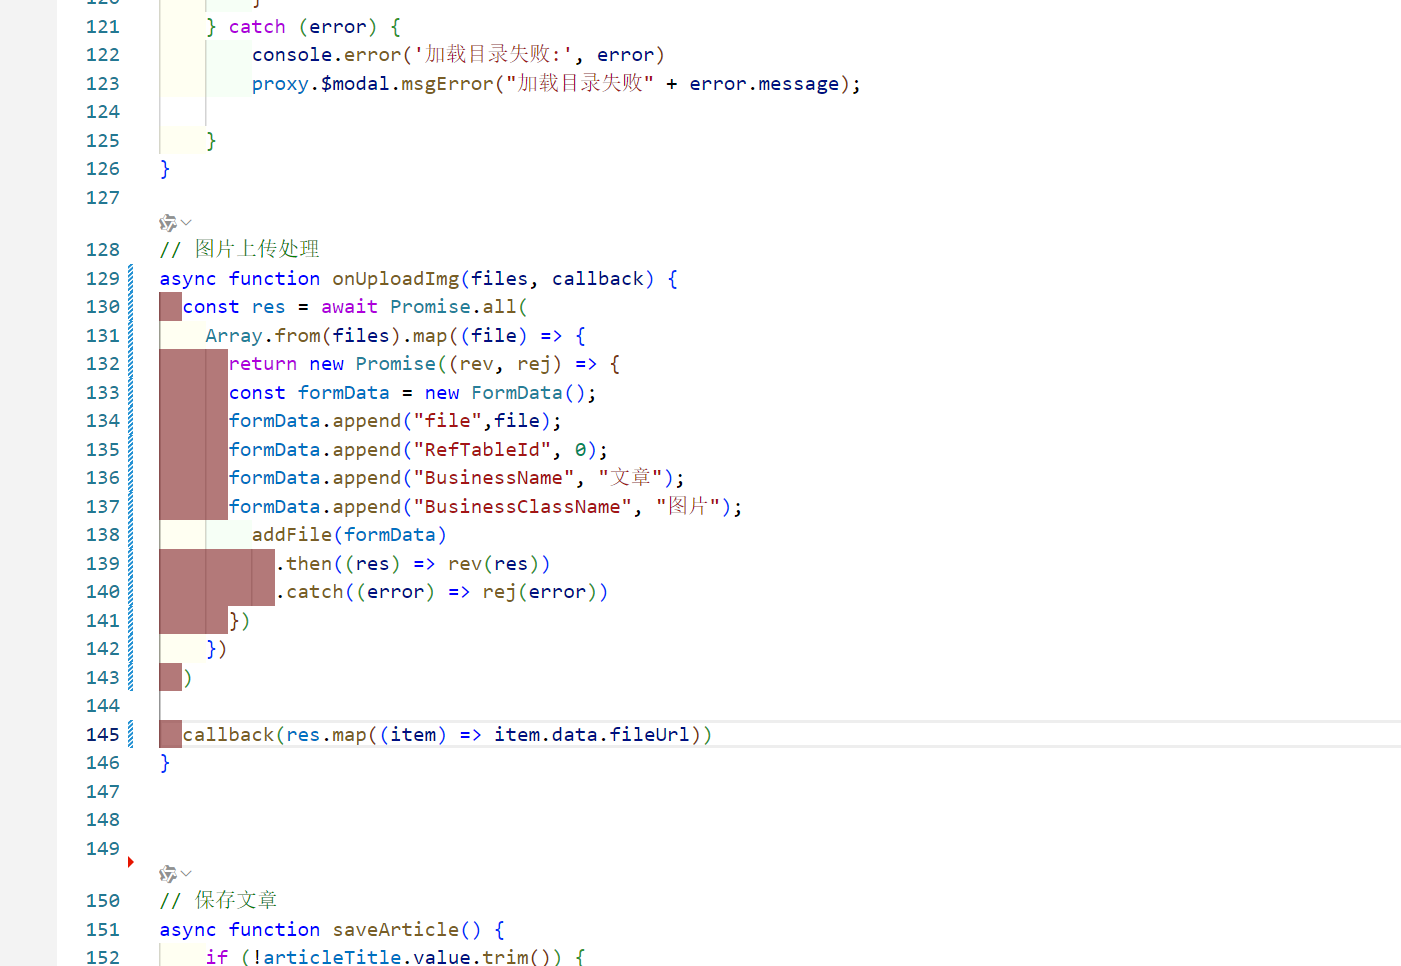 120 }
121 } catch (error) {
122 console.error('加载目录失败:', error)
123 proxy.$modal.msgError("加载目录失败" + error.message);
124
125 }
126 }
127
128 // 图片上传处理
129 async function onUploadImg(files, callback) {
130 const res = await Promise.all(
131 Array.from(files).map((file) => {
132 return new Promise((rev, rej) => {
133 const formData = new FormData();
134 formData.append("file",file);
135 formData.append("RefTableId", 0);
136 formData.append("BusinessName", "文章");
137 formData.append("BusinessClassName", "图片");
138 addFile(formData)
139 .then((res) => rev(res))
140 .catch((error) => rej(error))
141 })
142 })
143 )
144
145 callback(res.map((item) => item.data.fileUrl))
146 }
147
148
149
150 // 保存文章
151 async function saveArticle() {
152 if (!articleTitle.value.trim()) {